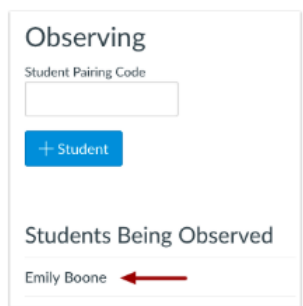 Observing
Student Pairing Code
+ Student
Students Being Observed
Emily Boone